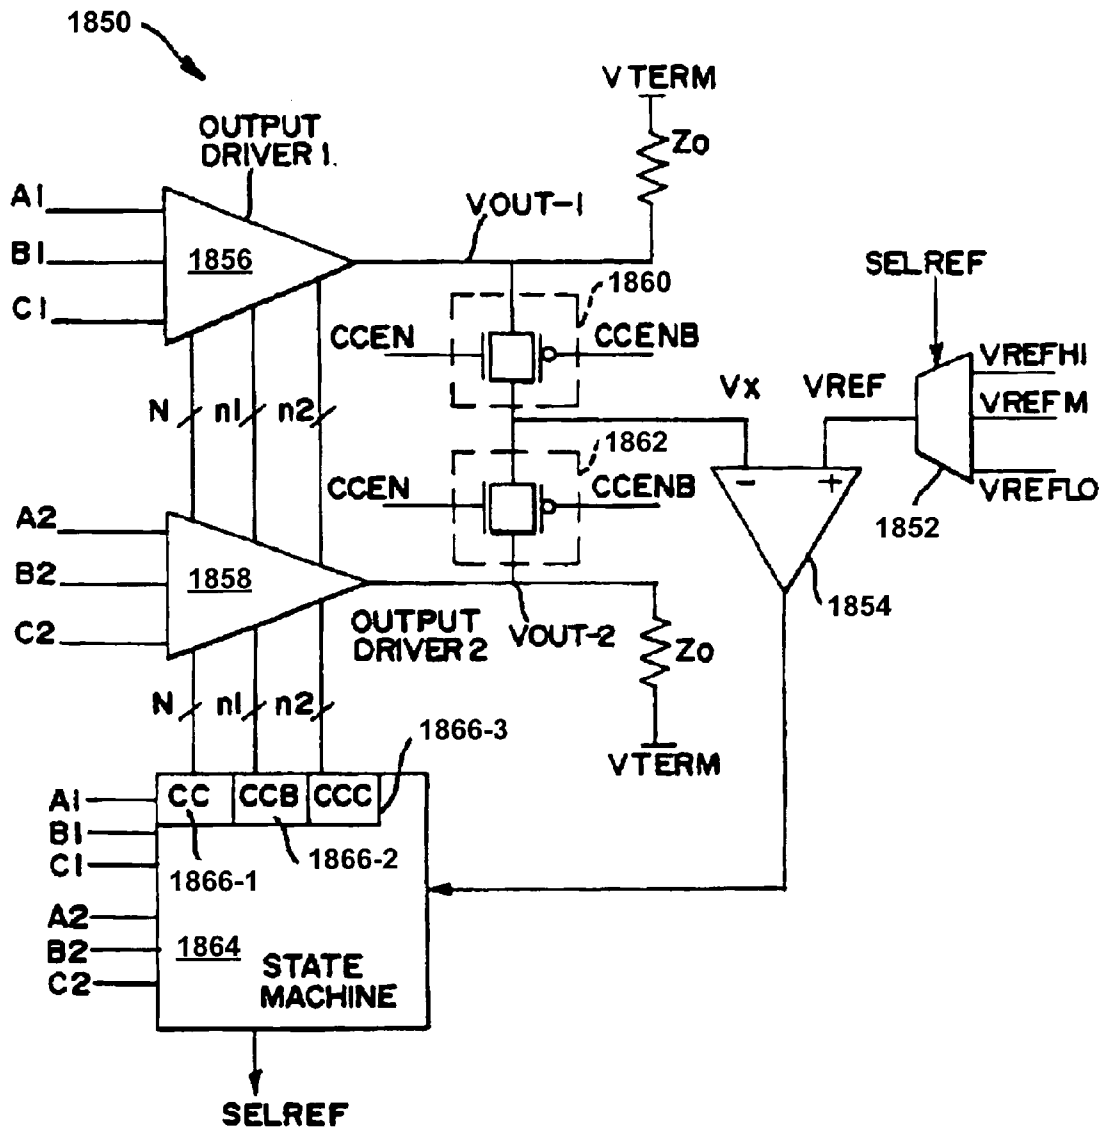 1850
VTERM
OUTPUT
DRIVER 1.
Zo
A1
VOUT-1
B1
1856
SELREF
1860
C1
CCEN
CCENB
VREFHI
VX
VREF
N
n1
n2
VREFM
1862
- +
CCEN
CCENB
VREFLO
A2
1852
B2
1858
1854
C2
OUTPUT
DRIVER 2
VOUT-2
Zo
N
n1
n2
1866-3
VTERM
A1
CC
CCB
CCC
B1
C1
1866-2
1866-1
A2
B2
1864
C2
STATE
MACHINE
SELREF